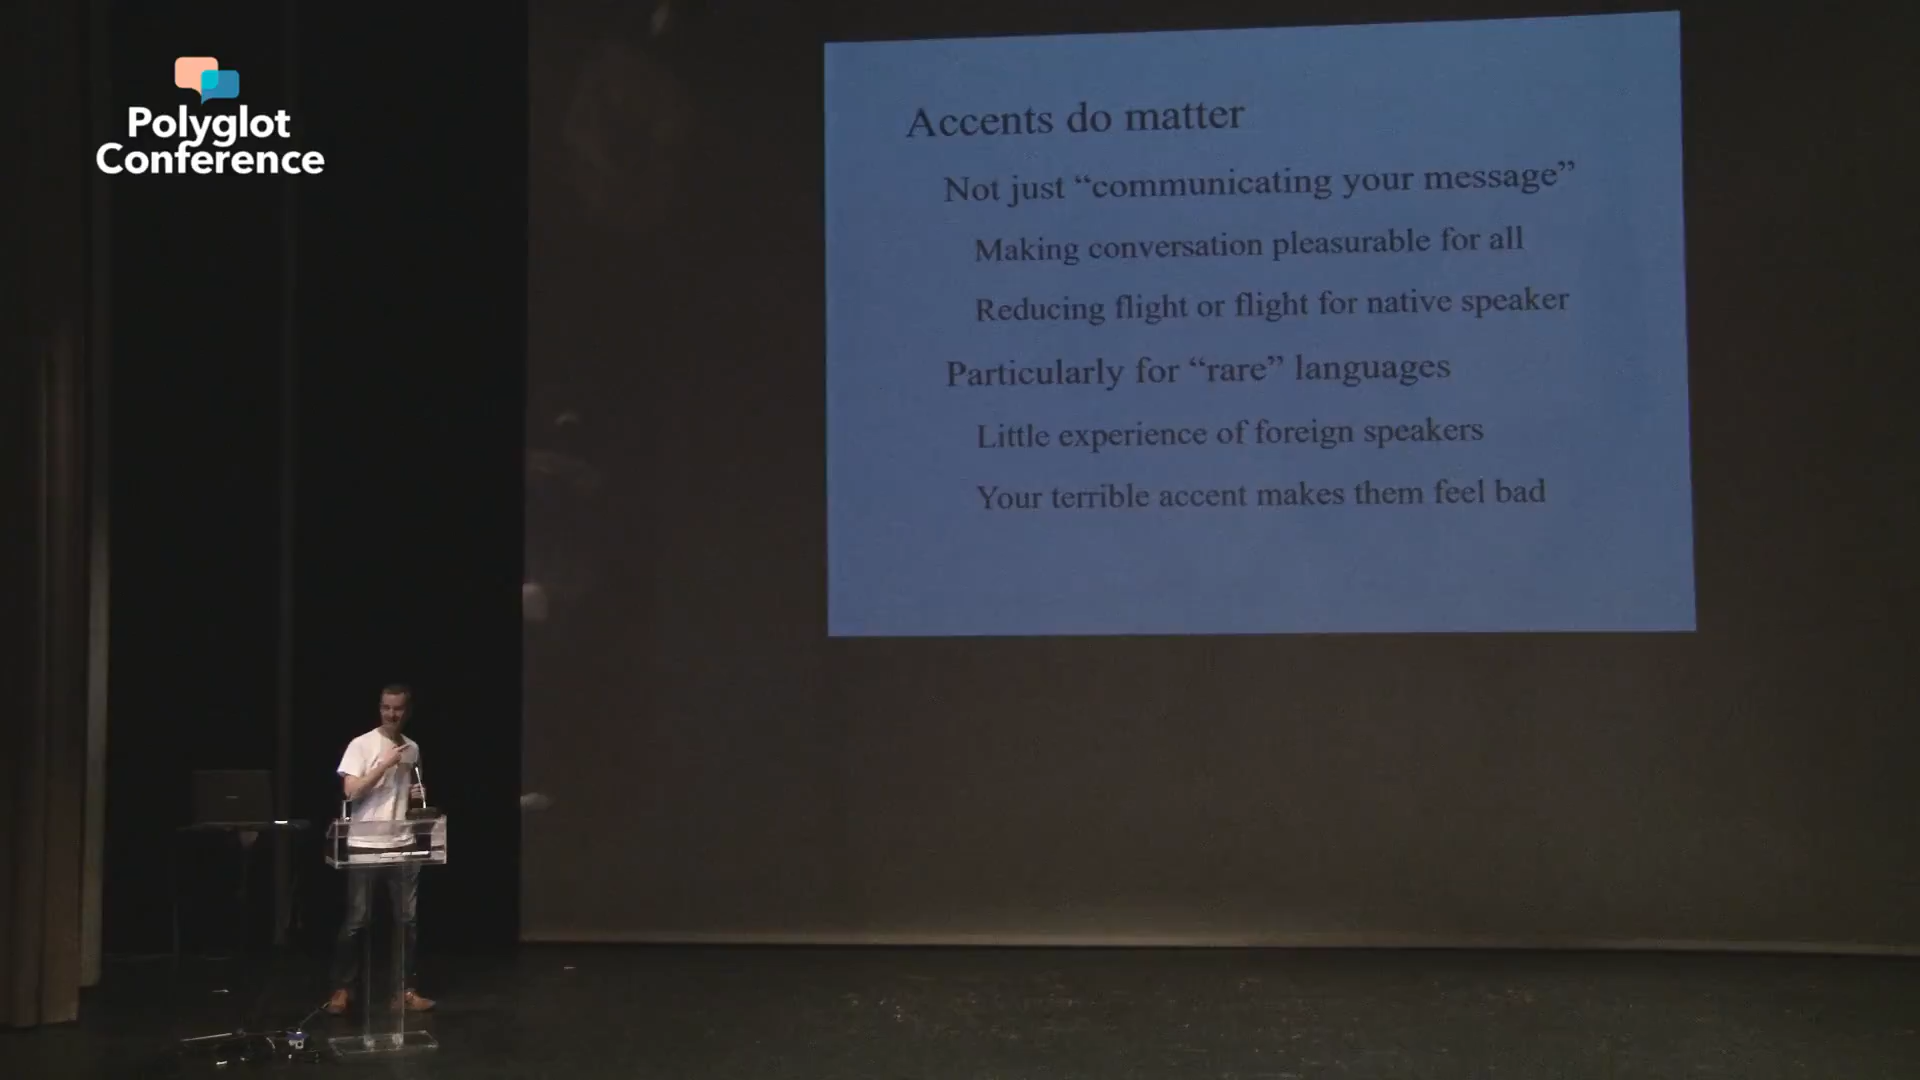 Polyglot
Conference
Accents do matter
Not just “communicating your message”
Making conversation pleasurable for all
Reducing flight or flight for native speaker
Particularly for “rare” languages
Little experience of foreign speakers
Your terrible accent makes them feel bad